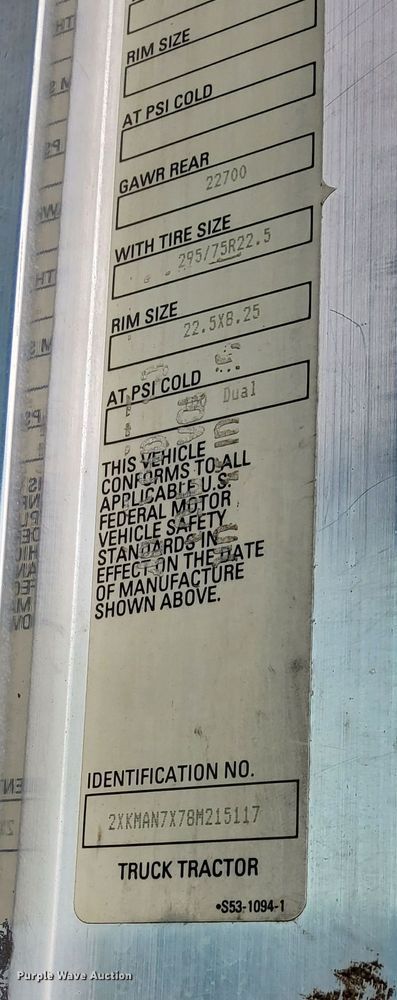 RIM SIZE
AT PSI COLD
GAWR REAR
22700
WITH TIRE SIZE
295/75R22.5
RIM SIZE
22.5X8.25
AT PSI COLD
Dual
THIS VEHICLE
CONFORMS TO ALL
APPLICABLE U.S.
FEDERAL MOTOR
VEHICLE SAFETY
STANDARDS IN
EFFECT ON THE DATE
OF MANUFACTURE
SHOWN ABOVE.
IDENTIFICATION NO.
2XKMAN7X78M215117
TRUCK TRACTOR
•S53-1094-1
Purple Wave Auction